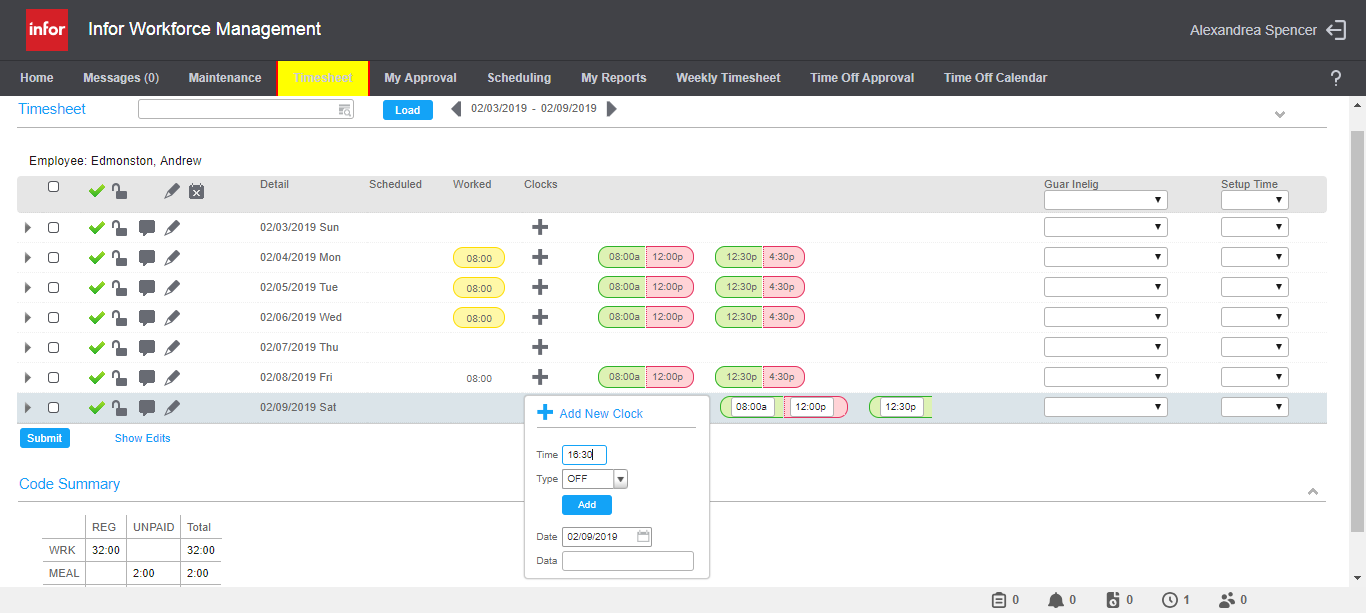 infor Infor Workforce Management Alexandrea Spencer
Home Messages (0) Maintenance Timesheet My Approval Scheduling My Reports Weekly Timesheet Time Off Approval Time Off Calendar ?
Timesheet Load 02/03/2019 - 02/09/2019
Employee: Edmonston, Andrew
Detail Scheduled Worked Clocks Guar Inelig Setup Time
02/03/2019 Sun
02/04/2019 Mon 08:00 08:00a 12:00p 12:30p 4:30p
02/05/2019 Tue 08:00 08:00a 12:00p 12:30p 4:30p
02/06/2019 Wed 08:00 08:00a 12:00p 12:30p 4:30p
02/07/2019 Thu
02/08/2019 Fri 08:00 08:00a 12:00p 12:30p 4:30p
02/09/2019 Sat 08:00a 12:00p 12:30p
Add New Clock
Time 16:30
Type OFF
Add
Date 02/09/2019
Data
Submit Show Edits
Code Summary
REG UNPAID Total
WRK 32:00 32:00
MEAL 2:00 2:00
0 0 0 1 0